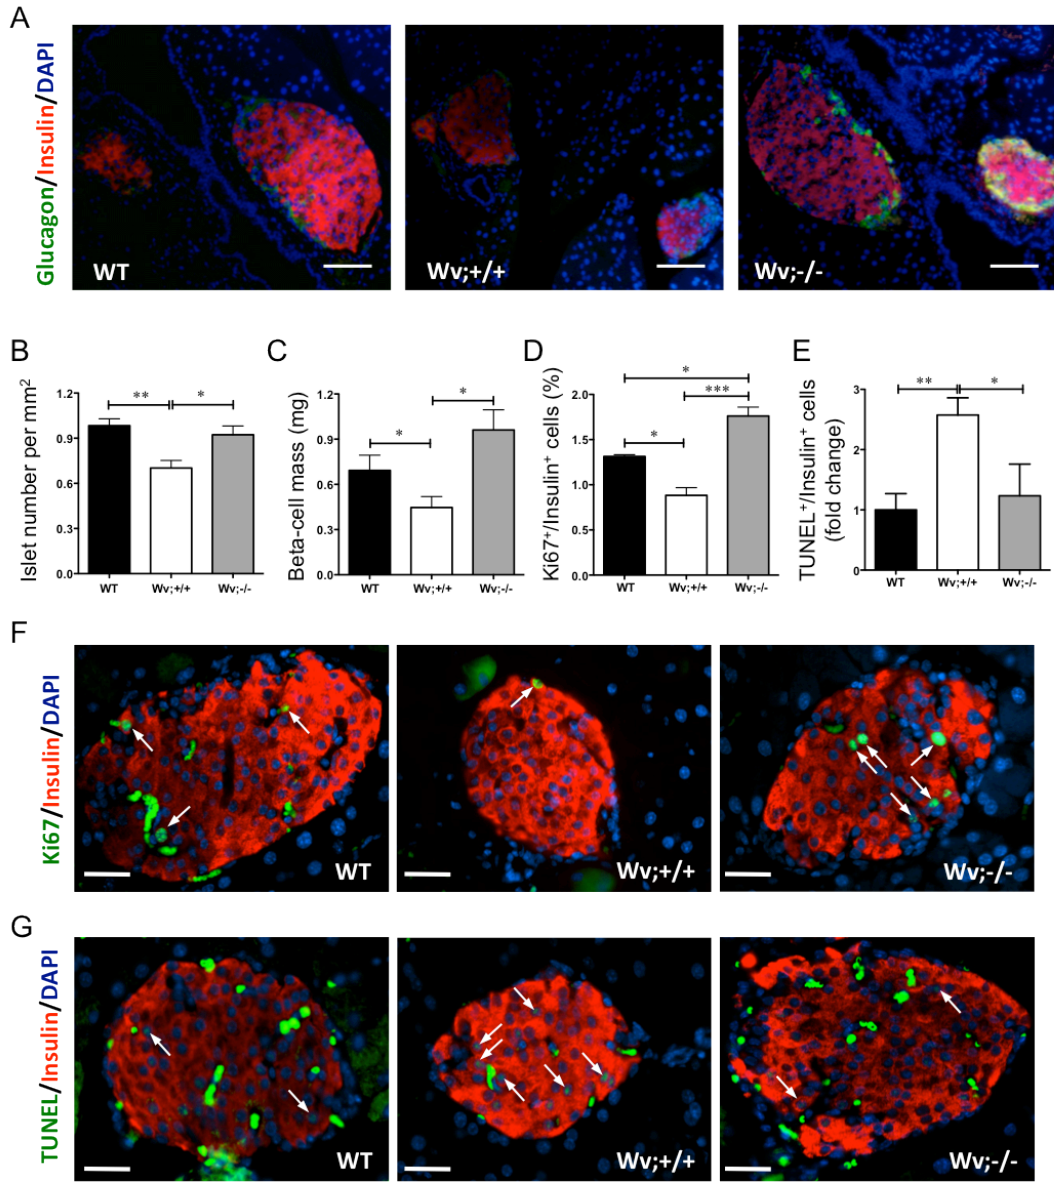 A
Glucagon/Insulin/DAPI
WT
Wv;+/+
Wv;-/-
B
Islet number per mm²
1.2
0.9
0.6
0.3
0.0
**
*
WT
Wv;+/+
Wv;-/-
C
Beta-cell mass (mg)
1.2
0.9
0.6
0.3
0.0
*
*
WT
Wv;+/+
Wv;-/-
D
Ki67⁺/Insulin⁺ cells (%)
2.0
1.5
1.0
0.5
0.0
*
***
*
WT
Wv;+/+
Wv;-/-
E
TUNEL⁺/Insulin⁺ cells
(fold change)
3
2
1
0
**
*
WT
Wv;+/+
Wv;-/-
F
Ki67/Insulin/DAPI
WT
Wv;+/+
Wv;-/-
G
TUNEL/Insulin/DAPI
WT
Wv;+/+
Wv;-/-